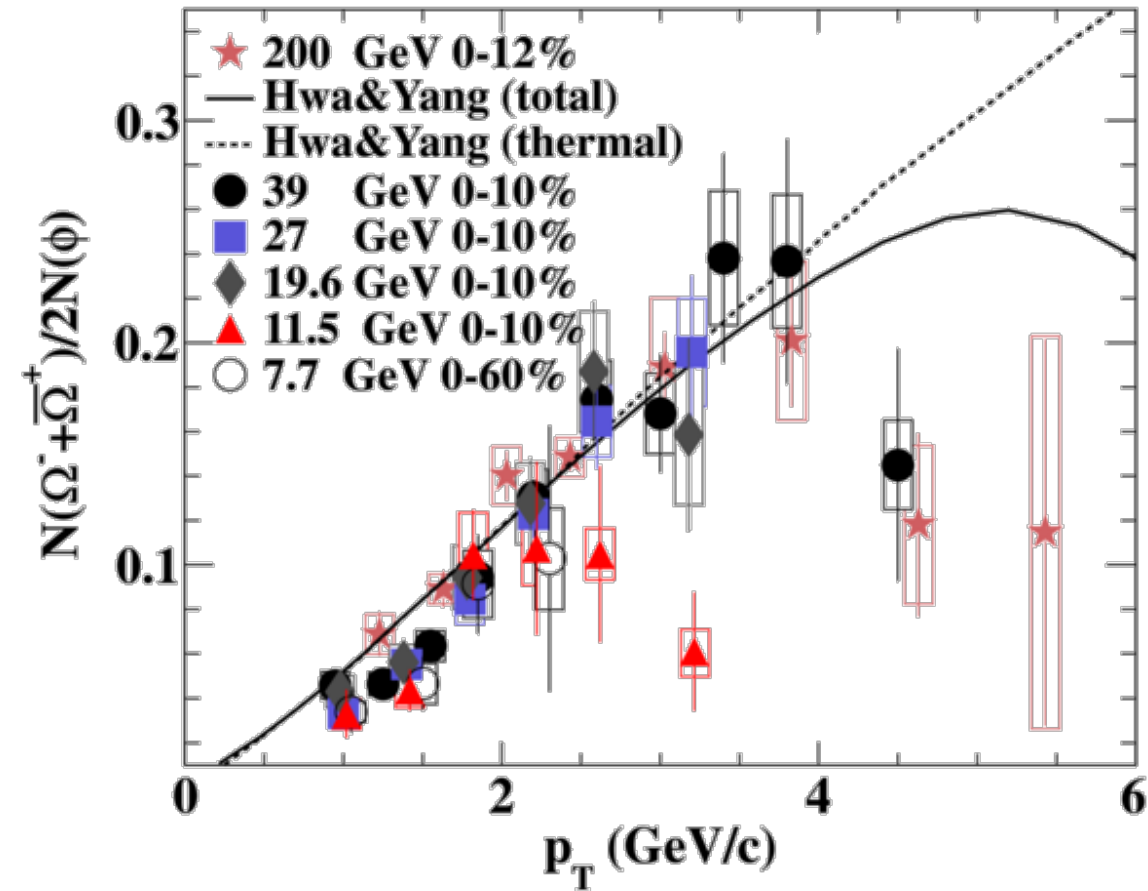 200 GeV 0-12%
Hwa&Yang (total)
Hwa&Yang (thermal)
39 GeV 0-10%
27 GeV 0-10%
19.6 GeV 0-10%
11.5 GeV 0-10%
7.7 GeV 0-60%
N(Ω⁻+Ω̅⁺)/2N(ϕ)
0.3
0.2
0.1
0 2 4 6
p_T (GeV/c)